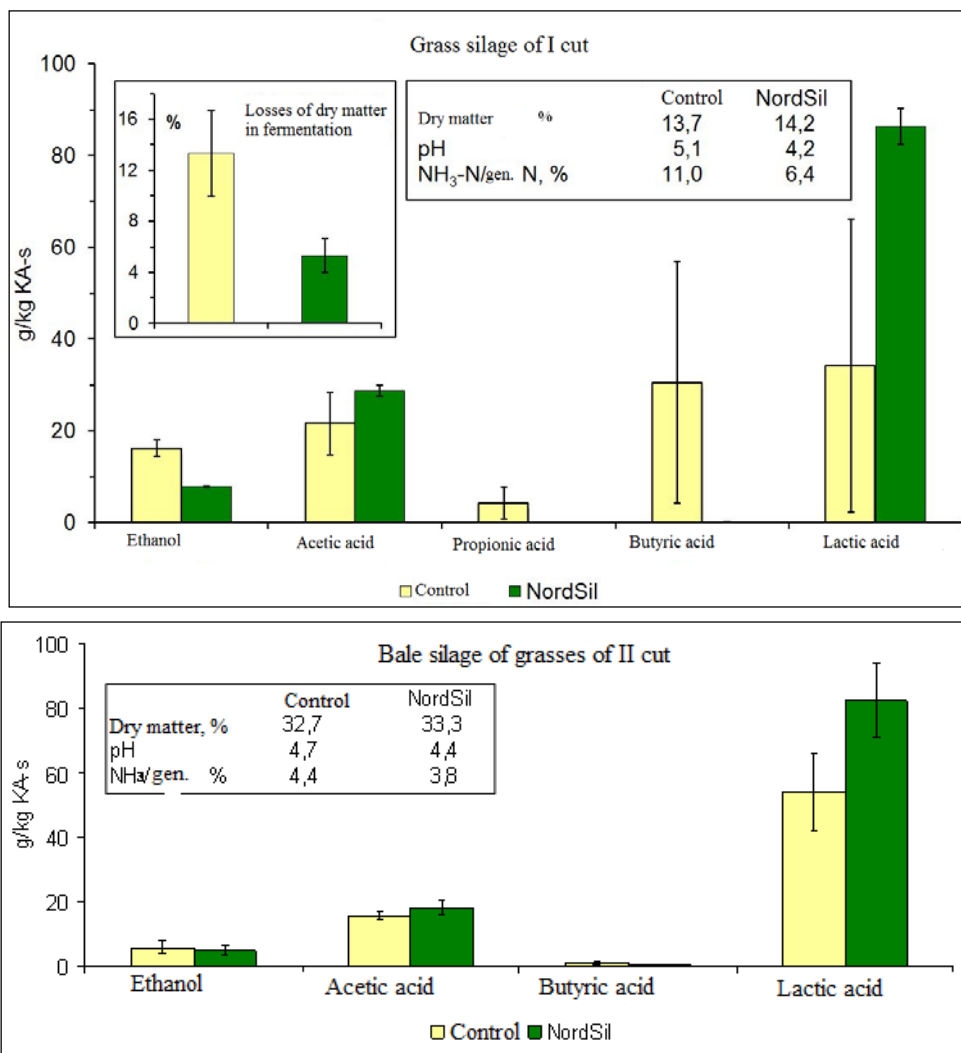 Grass silage of I cut
100
80
60
40
20
0
g/kg KA-s
%
16
12
8
4
0
Losses of dry matter
in fermentation
Control NordSil
Dry matter % 13,7 14,2
pH 5,1 4,2
NH₃-N/gen. N, % 11,0 6,4
Ethanol Acetic acid Propionic acid Butyric acid Lactic acid
Control NordSil
Bale silage of grasses of II cut
100
80
60
40
20
0
g/kg KA-s
Control NordSil
Dry matter, % 32,7 33,3
pH 4,7 4,4
NH₃/gen. % 4,4 3,8
Ethanol Acetic acid Butyric acid Lactic acid
Control NordSil